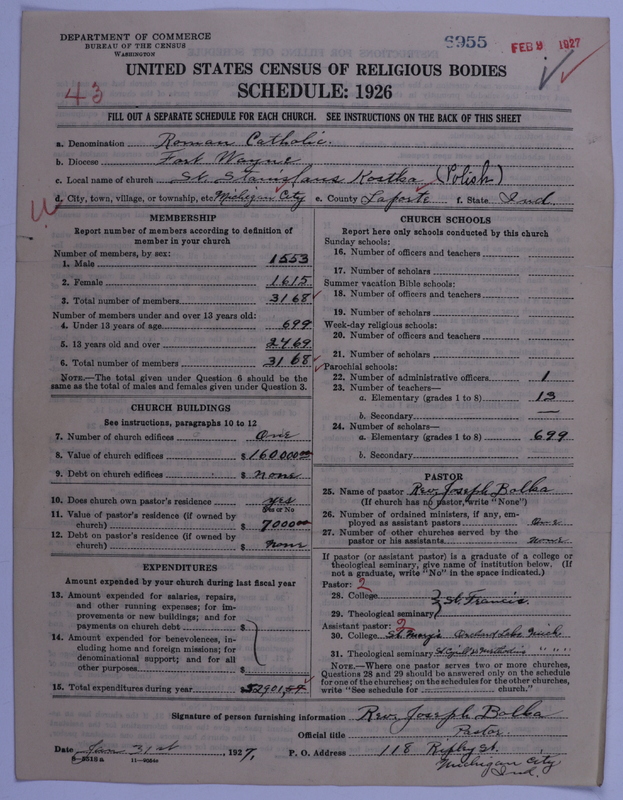 DEPARTMENT OF COMMERCE
BUREAU OF THE CENSUS
WASHINGTON
6955 FEB 9 1927
UNITED STATES CENSUS OF RELIGIOUS BODIES
43
SCHEDULE: 1926
FILL OUT A SEPARATE SCHEDULE FOR EACH CHURCH. SEE INSTRUCTIONS ON THE BACK OF THIS SHEET
a. Denomination Roman Catholic.
b. Diocese Fort Wayne
c. Local name of church St. Stanislaus Kostka (Polish)
d. City, town, village, or township, etc. Michigan City e. County Laporte f. State Ind.
MEMBERSHIP
Report number of members according to definition of
member in your church
Number of members, by sex:
1. Male 1553
2. Female 1615
3. Total number of members 3168
Number of members under and over 13 years old:
4. Under 13 years of age 699
5. 13 years old and over 2469
6. Total number of members 3168
NOTE.—The total given under Question 6 should be the
same as the total of males and females given under Question 3.
CHURCH BUILDINGS
See instructions, paragraphs 10 to 12
7. Number of church edifices One
8. Value of church edifices $160000.00
9. Debt on church edifices $ none
10. Does church own pastor's residence yes
Yes or No
11. Value of pastor's residence (if owned by
church) $ 7000.00
12. Debt on pastor's residence (if owned by
church) $ none
EXPENDITURES
Amount expended by your church during last fiscal year
13. Amount expended for salaries, repairs,
and other running expenses; for im-
provements or new buildings; and for
payments on church debt $
14. Amount expended for benevolences, in-
cluding home and foreign missions; for
denominational support; and for all
other purposes $
15. Total expenditures during year $
CHURCH SCHOOLS
Report here only schools conducted by this church
Sunday schools:
16. Number of officers and teachers
17. Number of scholars
Summer vacation Bible schools:
18. Number of officers and teachers
19. Number of scholars
Week-day religious schools:
20. Number of officers and teachers
21. Number of scholars
Parochial schools:
22. Number of administrative officers 1
23. Number of teachers—
a. Elementary (grades 1 to 8) 13
b. Secondary —
24. Number of scholars—
a. Elementary (grades 1 to 8) 699
b. Secondary
PASTOR
25. Name of pastor Rev. Joseph Bolka
(If church has no pastor, write "None")
26. Number of ordained ministers, if any, em-
ployed as assistant pastors One
27. Number of other churches served by the
pastor or his assistants none
If pastor (or assistant pastor) is a graduate of a college or
theological seminary, give name of institution below. (If
not a graduate, write "No" in the space indicated.)
Pastor: 2
28. College
St. Francis
29. Theological seminary
Assistant pastor: 2
30. College St. Mary's Orchard Lake Mich
31. Theological seminary St Cyrill & Methodius " " "
NOTE.—Where one pastor serves two or more churches,
Questions 28 and 29 should be answered only on the schedule
for one of the churches; on the schedules for the other churches,
write "See schedule for church."
Signature of person furnishing information Rev. Joseph Bolka
Official title Pastor
Date Jan 31 st, 1927. P. O. Address 118 Ripley St.
Michigan City
Ind.